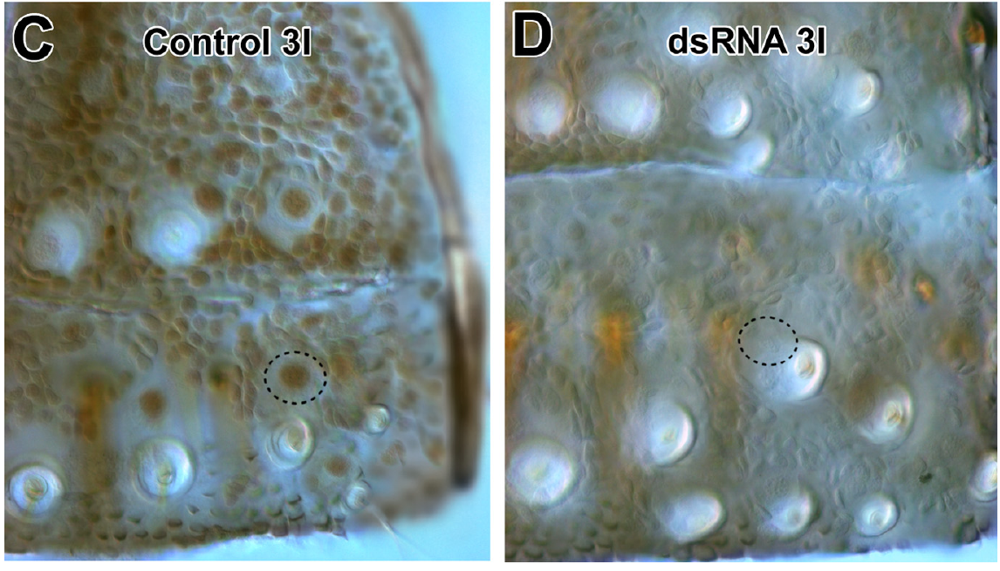 C
Control 3I
D
dsRNA 3I